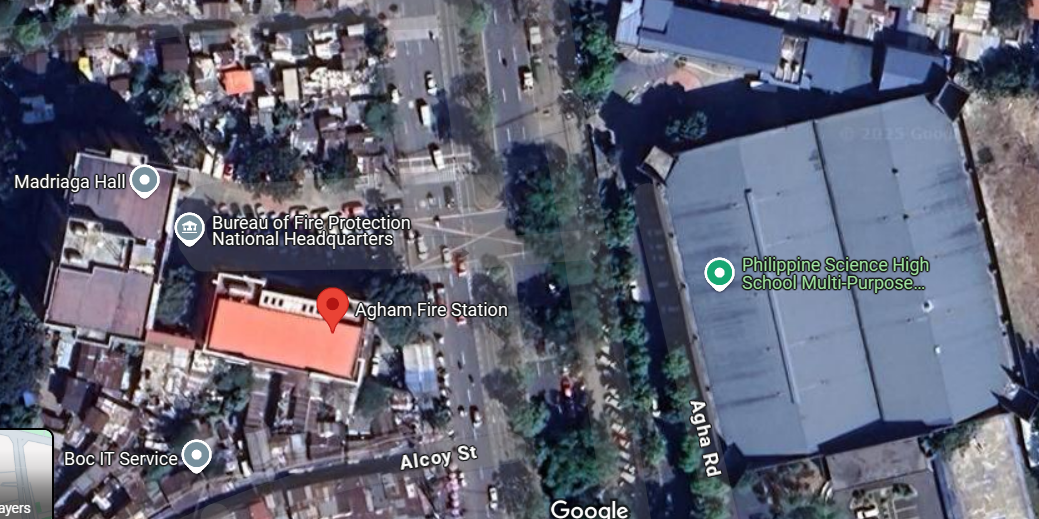 © 2025 Goo
Madriaga Hall
Bureau of Fire Protection
National Headquarters
Philippine Science High
School Multi-Purpose...
Agham Fire Station
Agha Rd
Boc IT Service
Alcoy St
ayers
Google